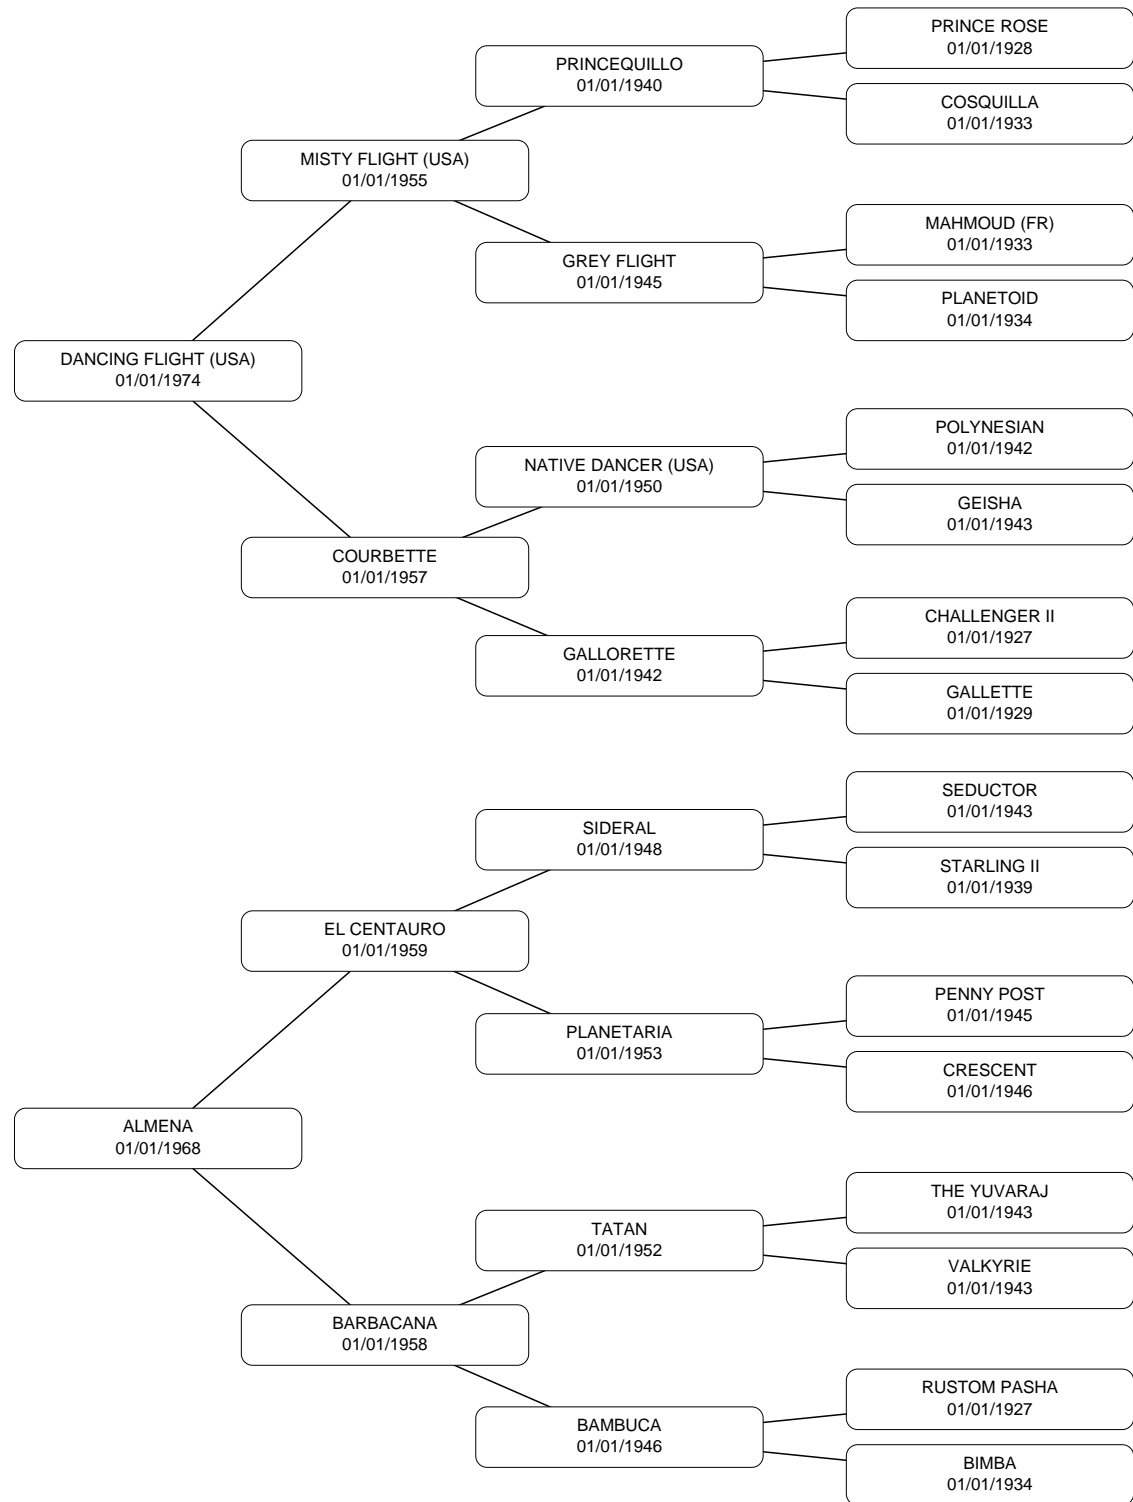 PRINCE ROSE
01/01/1928
PRINCEQUILLO
01/01/1940
COSQUILLA
01/01/1933
MISTY FLIGHT (USA)
01/01/1955
MAHMOUD (FR)
01/01/1933
GREY FLIGHT
01/01/1945
PLANETOID
01/01/1934
DANCING FLIGHT (USA)
01/01/1974
POLYNESIAN
01/01/1942
NATIVE DANCER (USA)
01/01/1950
GEISHA
01/01/1943
COURBETTE
01/01/1957
CHALLENGER II
01/01/1927
GALLORETTE
01/01/1942
GALLETTE
01/01/1929
SEDUCTOR
01/01/1943
SIDERAL
01/01/1948
STARLING II
01/01/1939
EL CENTAURO
01/01/1959
PENNY POST
01/01/1945
PLANETARIA
01/01/1953
CRESCENT
01/01/1946
ALMENA
01/01/1968
THE YUVARAJ
01/01/1943
TATAN
01/01/1952
VALKYRIE
01/01/1943
BARBACANA
01/01/1958
RUSTOM PASHA
01/01/1927
BAMBUCA
01/01/1946
BIMBA
01/01/1934